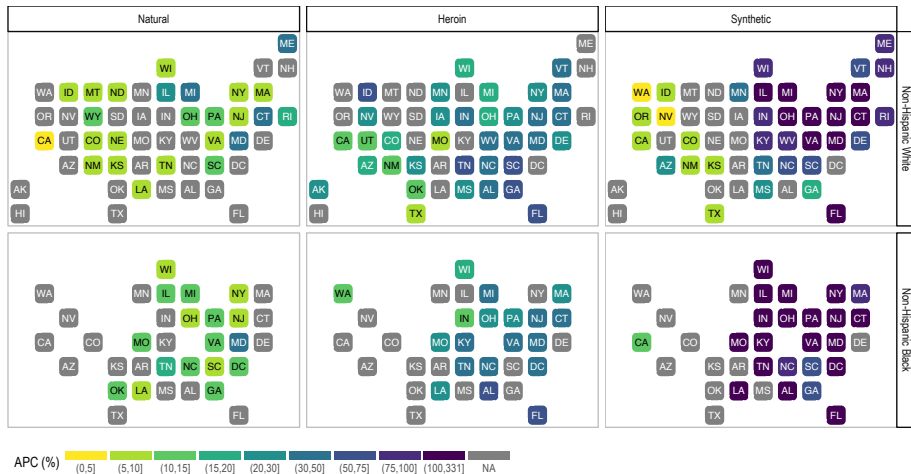 Natural
Heroin
Synthetic
ME
WI VT NH
WA ID MT ND MN IL MI NY MA
OR NV WY SD IA IN OH PA NJ CT RI
CA UT CO NE MO KY WV VA MD DE
AZ NM KS AR TN NC SC DC
AK OK LA MS AL GA
HI TX FL
ME
WI VT NH
WA ID MT ND MN IL MI NY MA
OR NV WY SD IA IN OH PA NJ CT RI
CA UT CO NE MO KY WV VA MD DE
AZ NM KS AR TN NC SC DC
AK OK LA MS AL GA
HI TX FL
ME
WI VT NH
WA ID MT ND MN IL MI NY MA
OR NV WY SD IA IN OH PA NJ CT RI
CA UT CO NE MO KY WV VA MD DE
AZ NM KS AR TN NC SC DC
AK OK LA MS AL GA
HI TX FL
Non-Hispanic White
WI
WA MN IL MI NY MA
NV IN OH PA NJ CT
CA CO MO KY VA MD DE
AZ KS AR TN NC SC DC
OK LA MS AL GA
TX FL
WI
WA MN IL MI NY MA
NV IN OH PA NJ CT
CA CO MO KY VA MD DE
AZ KS AR TN NC SC DC
OK LA MS AL GA
TX FL
WI
WA MN IL MI NY MA
NV IN OH PA NJ CT
CA CO MO KY VA MD DE
AZ KS AR TN NC SC DC
OK LA MS AL GA
TX FL
Non-Hispanic Black
APC (%)
(0,5] (5,10] (10,15] (15,20] (20,30] (30,50] (50,75] (75,100] (100,331] NA